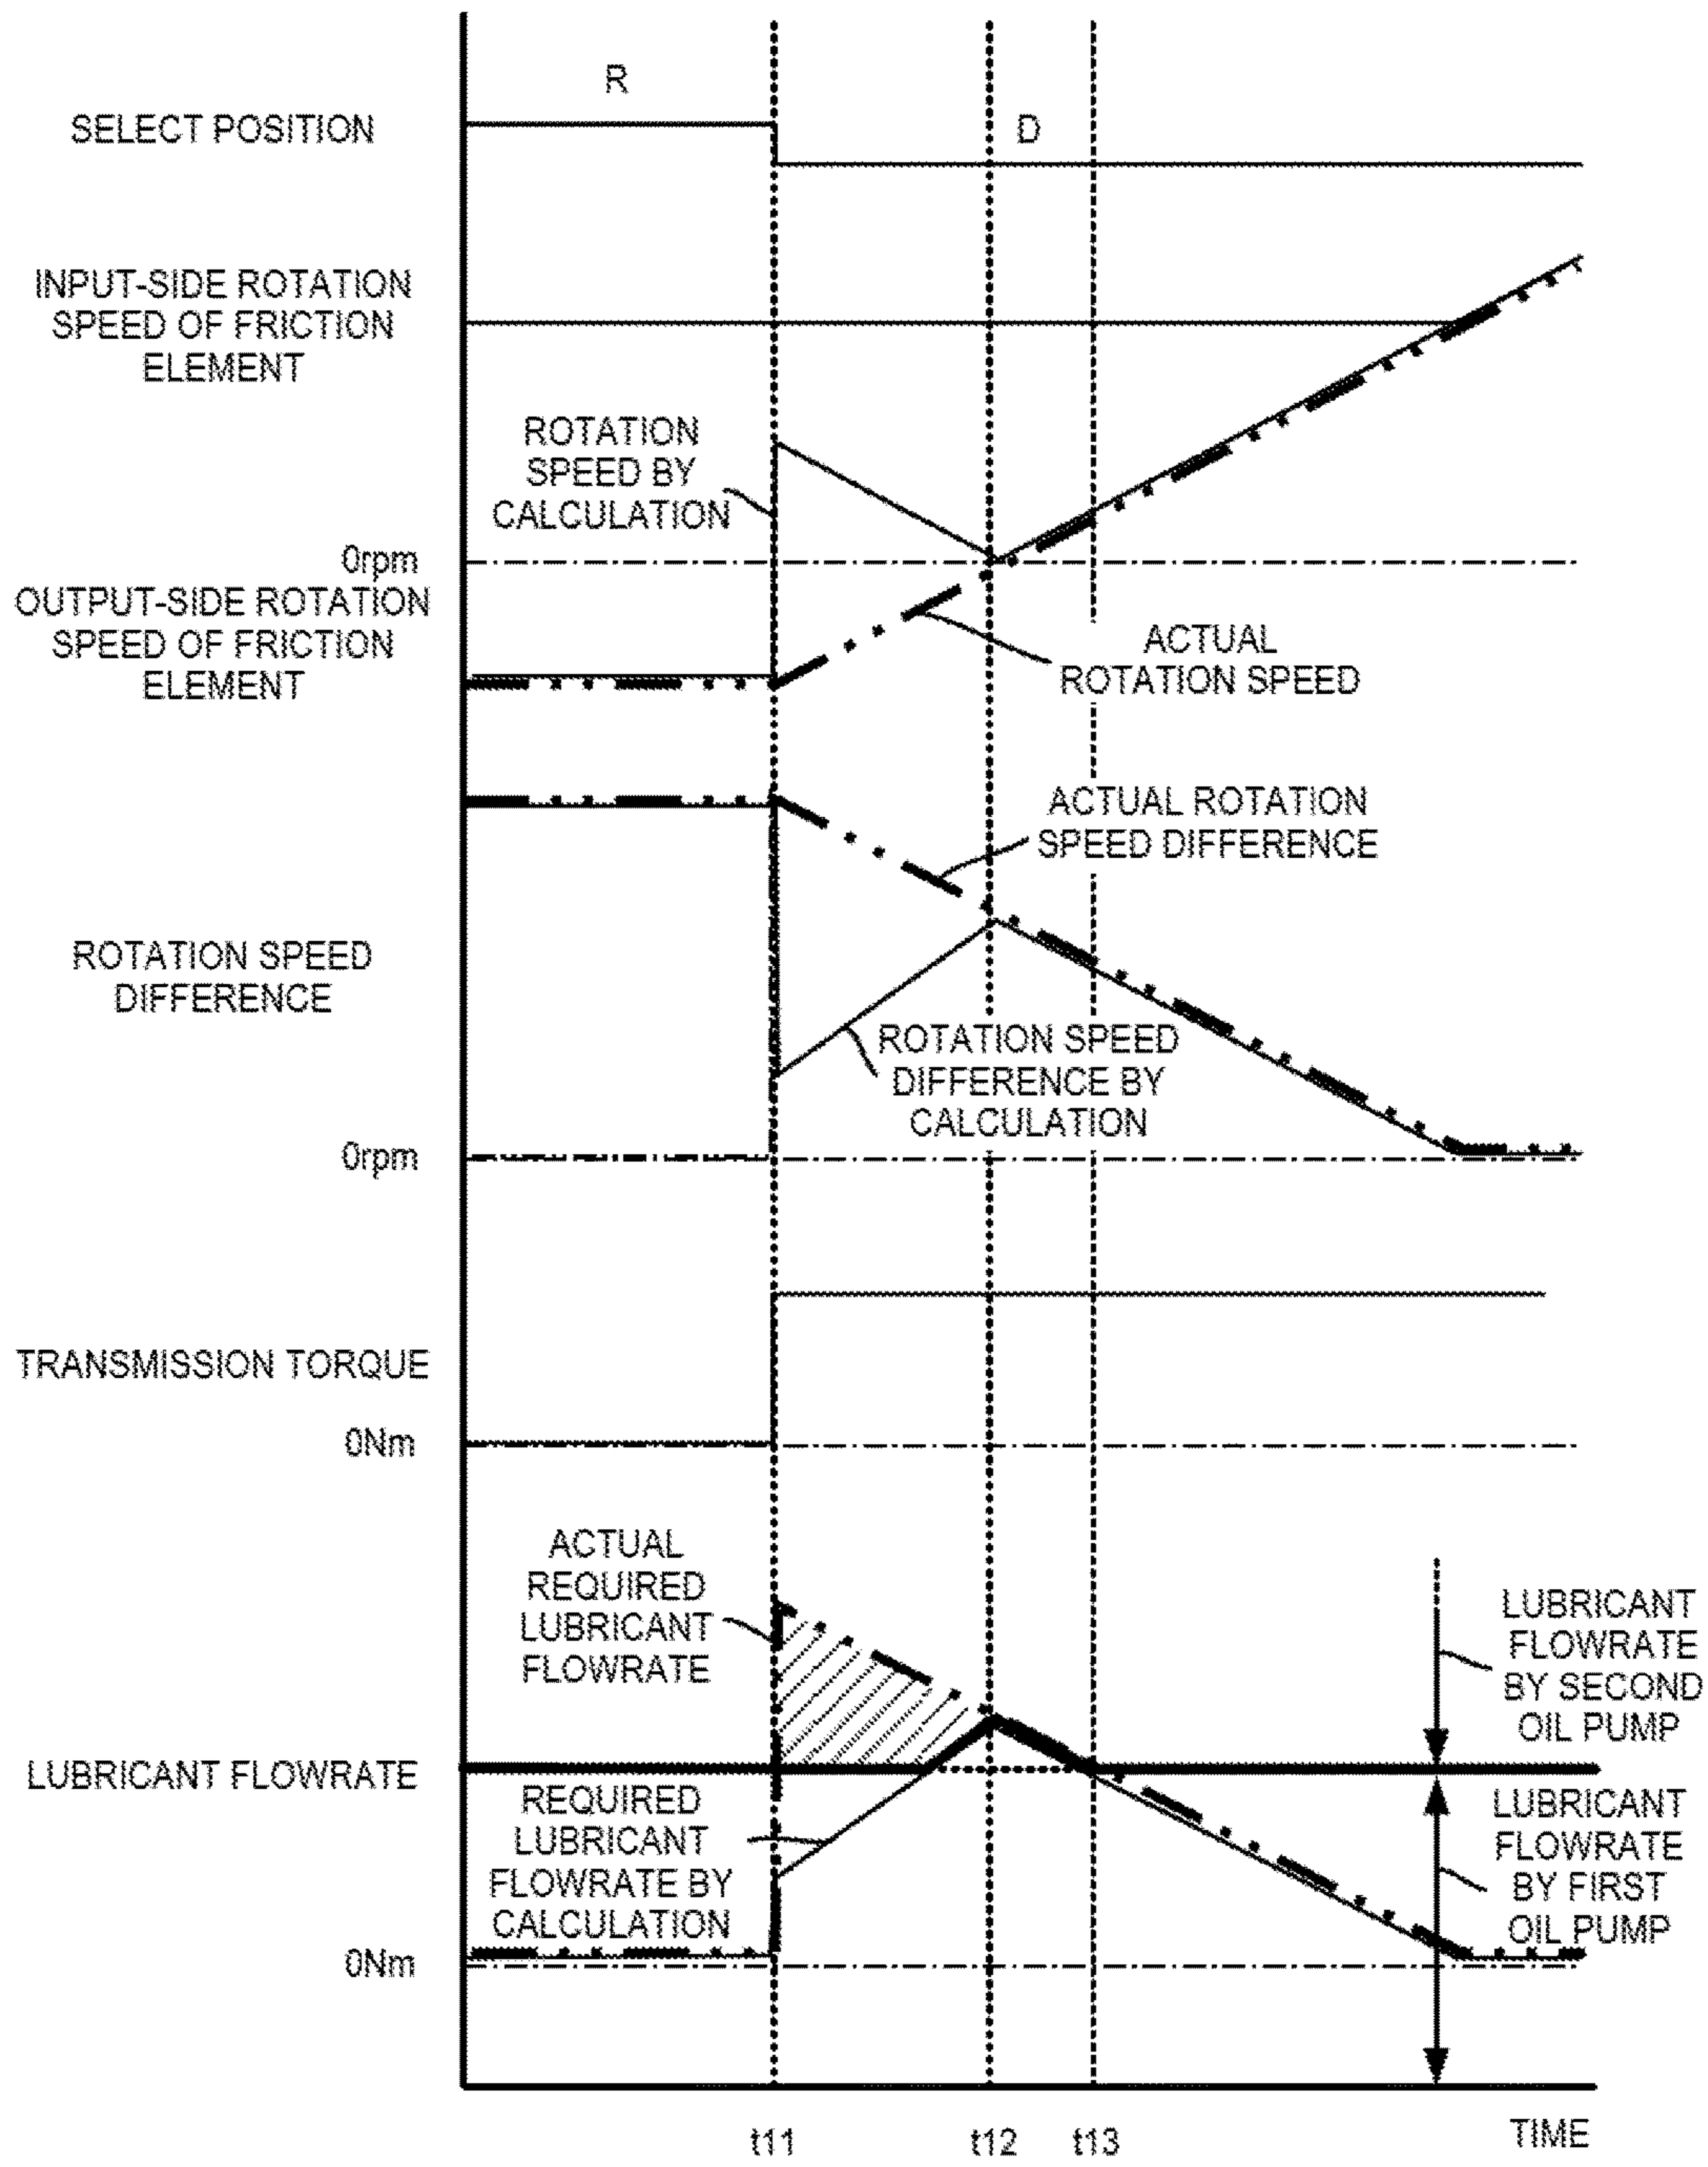 R
SELECT POSITION
D
INPUT-SIDE ROTATION
SPEED OF FRICTION
ELEMENT
ROTATION
SPEED BY
CALCULATION
0rpm
OUTPUT-SIDE ROTATION
SPEED OF FRICTION
ELEMENT
ACTUAL
ROTATION SPEED
ACTUAL ROTATION
SPEED DIFFERENCE
ROTATION SPEED
DIFFERENCE
ROTATION SPEED
DIFFERENCE BY
CALCULATION
0rpm
TRANSMISSION TORQUE
0Nm
ACTUAL
REQUIRED
LUBRICANT
FLOWRATE
LUBRICANT
FLOWRATE
BY SECOND
OIL PUMP
LUBRICANT FLOWRATE
REQUIRED
LUBRICANT
FLOWRATE BY
CALCULATION
LUBRICANT
FLOWRATE
BY FIRST
OIL PUMP
0Nm
t11
t12
t13
TIME